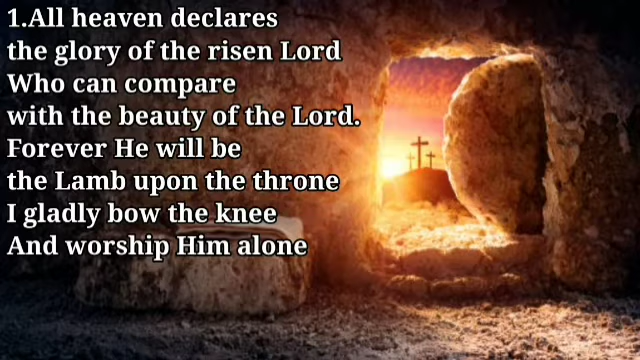 1.All heaven declares
the glory of the risen Lord
Who can compare
with the beauty of the Lord.
Forever He will be
the Lamb upon the throne
I gladly bow the knee
And worship Him alone